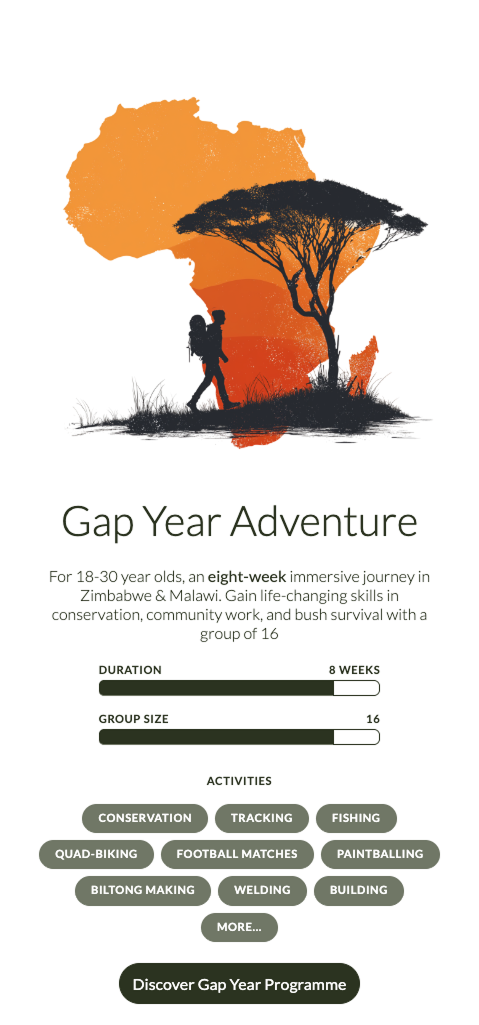 Gap Year Adventure
For 18-30 year olds, an eight-week immersive journey in
Zimbabwe & Malawi. Gain life-changing skills in
conservation, community work, and bush survival with a
group of 16
DURATION 8 WEEKS
GROUP SIZE 16
ACTIVITIES
CONSERVATION TRACKING FISHING
QUAD-BIKING FOOTBALL MATCHES PAINTBALLING
BILTONG MAKING WELDING BUILDING
MORE...
Discover Gap Year Programme